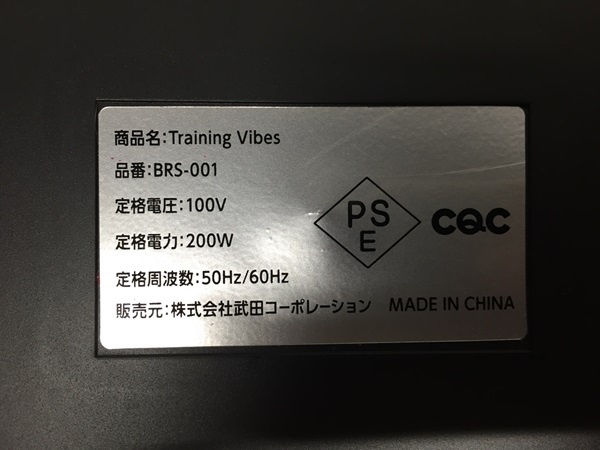 商品名:Training Vibes
品番:BRS-001
定格電圧:100V
定格電力:200W
定格周波数:50Hz/60Hz
販売元:株式会社武田コーポレーション MADE IN CHINA
PS
E
CQC